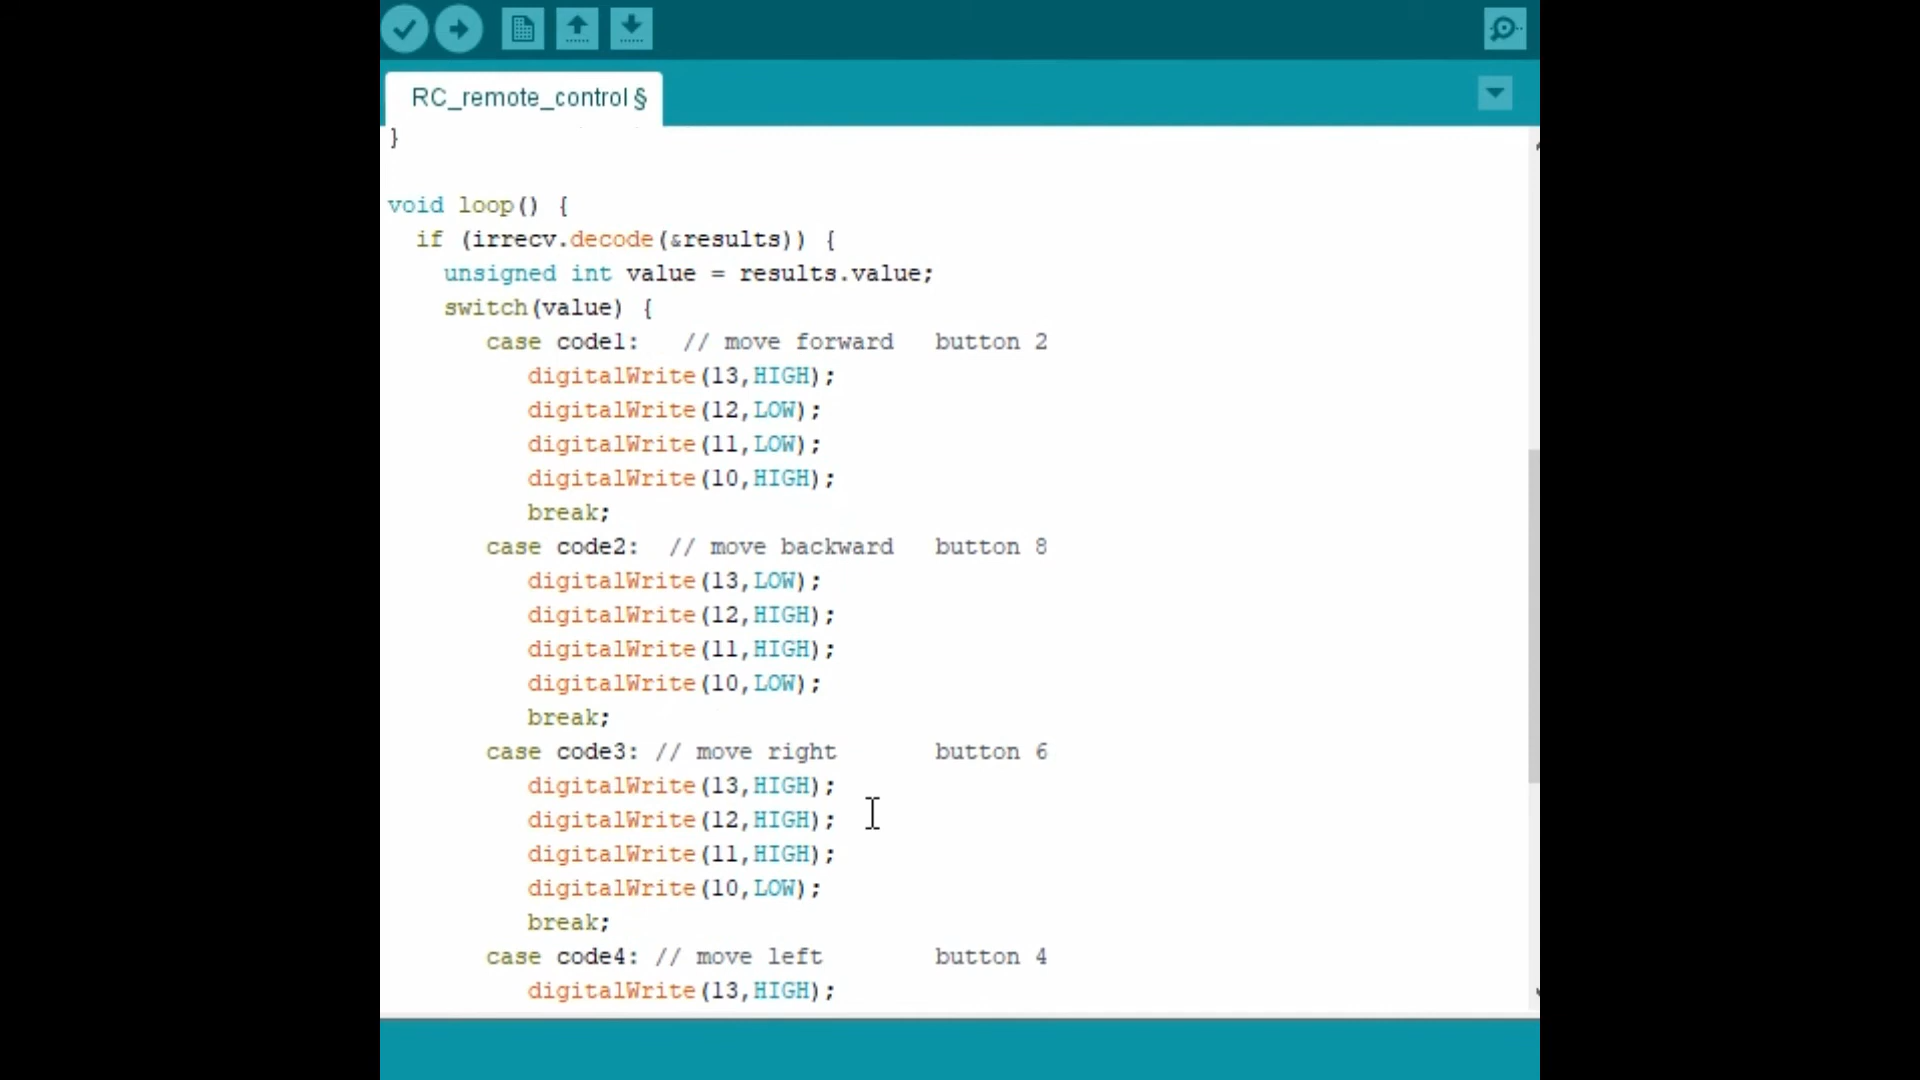 RC_remote_control §
}
void loop() {
if (irrecv.decode(&results)) {
unsigned int value = results.value;
switch(value) {
case code1: // move forward button 2
digitalWrite(13,HIGH);
digitalWrite(12,LOW);
digitalWrite(11,LOW);
digitalWrite(10,HIGH);
break;
case code2: // move backward button 8
digitalWrite(13,LOW);
digitalWrite(12,HIGH);
digitalWrite(11,HIGH);
digitalWrite(10,LOW);
break;
case code3: // move right button 6
digitalWrite(13,HIGH);
digitalWrite(12,HIGH);
digitalWrite(11,HIGH);
digitalWrite(10,LOW);
break;
case code4: // move left button 4
digitalWrite(13,HIGH);